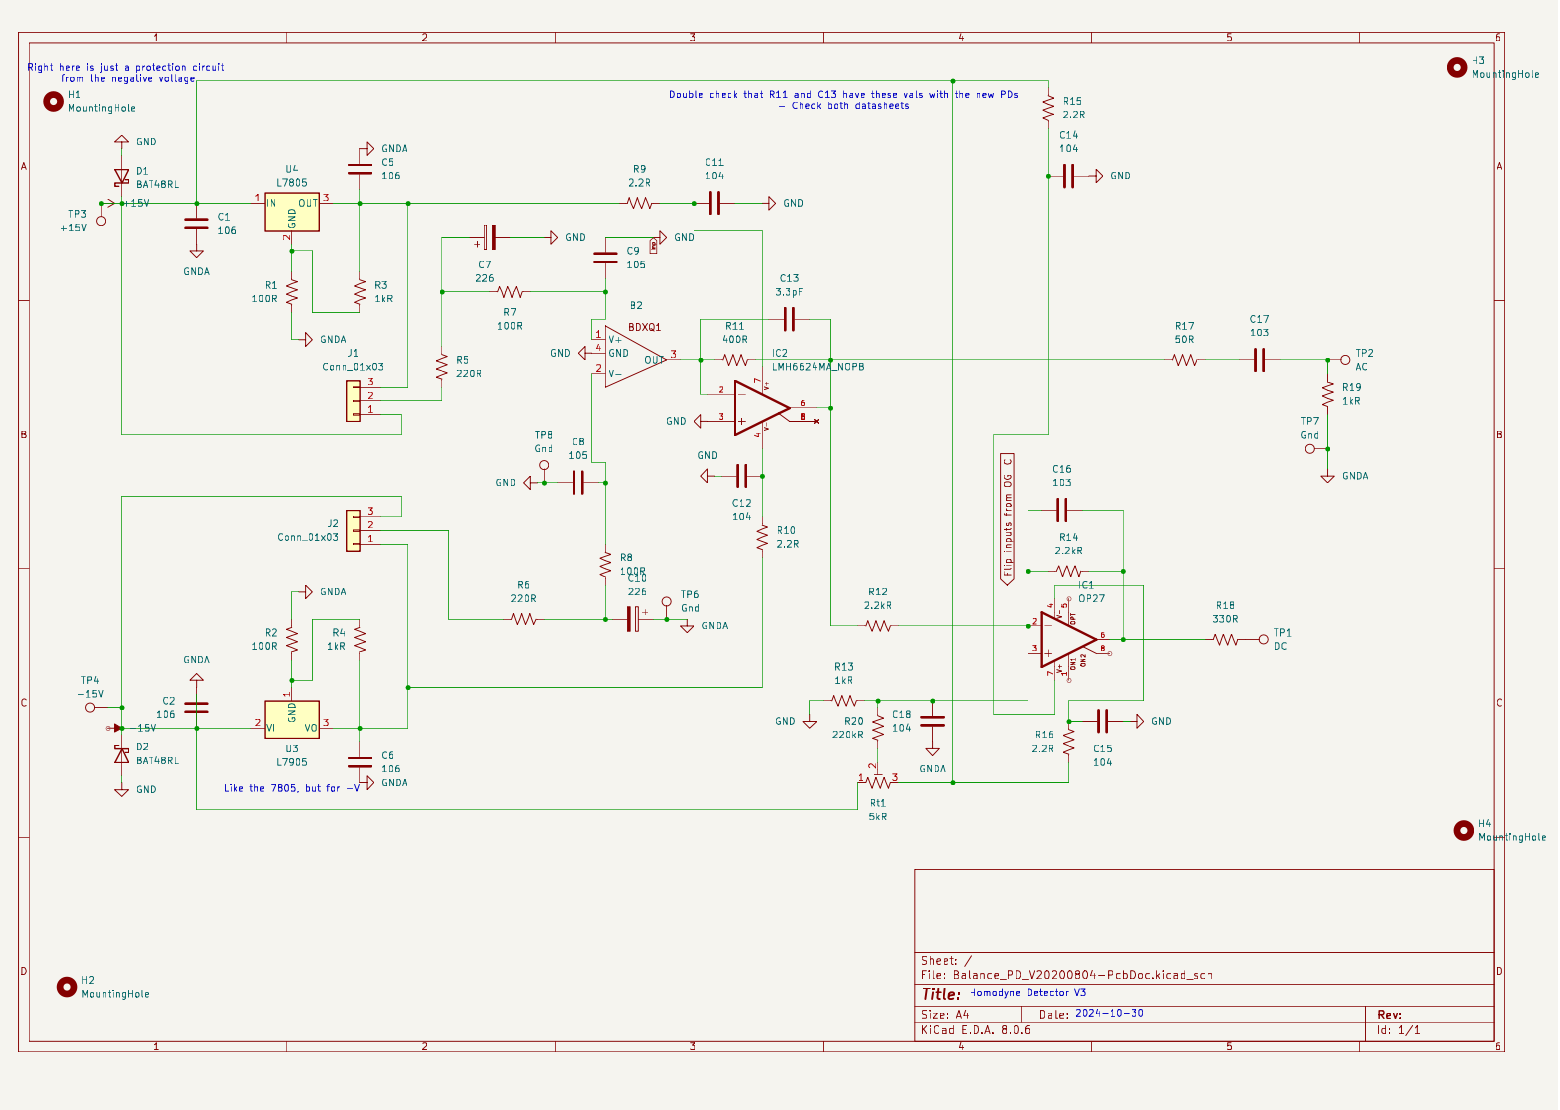 1 2 3 4 5 6
Right here is just a protection circuit
from the negative voltage
H1
MountingHole
H3
MountingHole
Double check that R11 and C13 have these vals with the new PDs
- Check both datasheets
R15
2.2R
C14
104
GND
A
A
GND
D1
BAT48RL
+15V
TP3
+15V
C1
106
GNDA
U4
L7805
1 IN OUT 3
GND
2
GNDA
C5
106
R1
100R
R3
1kR
GNDA
R9
2.2R
C11
104
GND
C7
226
GND
C9
105
GND
R7
100R
R5
220R
B2
BDXQ1
1 V+
4 GND
2 V-
OUT 3
GND
C13
3.3pF
R11
400R
IC2
LMH6624MA_NOPB
7 V+
2
3
6
8
4 V-
GND
R17
50R
C17
103
TP2
AC
R19
1kR
TP7
Gnd
GNDA
J1
Conn_01x03
3
2
1
B
B
TP8
Gnd
C8
105
GND
GND
C12
104
R10
2.2R
Flip inputs from OG C
C16
103
R14
2.2kR
IC1
OP27
4 V-
5 OPT
2
3
6
8
7 V+
1 ON1
ON2
R18
330R
TP1
DC
J2
Conn_01x03
3
2
1
R8
100R
C10
226
TP6
Gnd
GNDA
R6
220R
R12
2.2kR
GNDA
R2
100R
R4
1kR
GNDA
TP4
-15V
C2
106
-15V
D2
BAT48RL
GND
1
GND
2 VI VO 3
U3
L7905
C6
106
GNDA
Like the 7805, but for -V
C
C
R13
1kR
GND
R20
220kR
C18
104
GNDA
R16
2.2R
C15
104
GND
1 2 3
Rt1
5kR
H4
MountingHole
H2
MountingHole
D
D
Sheet: /
File: Balance_PD_V20200804-PcbDoc.kicad_sch
Title: Homodyne Detector V3
Size: A4 Date: 2024-10-30 Rev:
KiCad E.D.A. 8.0.6 Id: 1/1
1 2 3 4 5 6